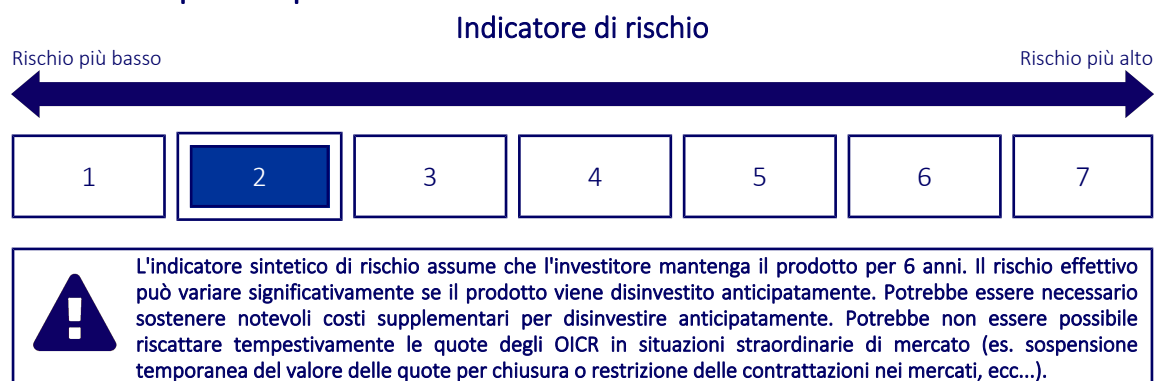 Indicatore di rischio
Rischio più basso
Rischio più alto
1
2
3
4
5
6
7
L'indicatore sintetico di rischio assume che l'investitore mantenga il prodotto per 6 anni. Il rischio effettivo
può variare significativamente se il prodotto viene disinvestito anticipatamente. Potrebbe essere necessario
sostenere notevoli costi supplementari per disinvestire anticipatamente. Potrebbe non essere possibile
riscattare tempestivamente le quote degli OICR in situazioni straordinarie di mercato (es. sospensione
temporanea del valore delle quote per chiusura o restrizione delle contrattazioni nei mercati, ecc...).